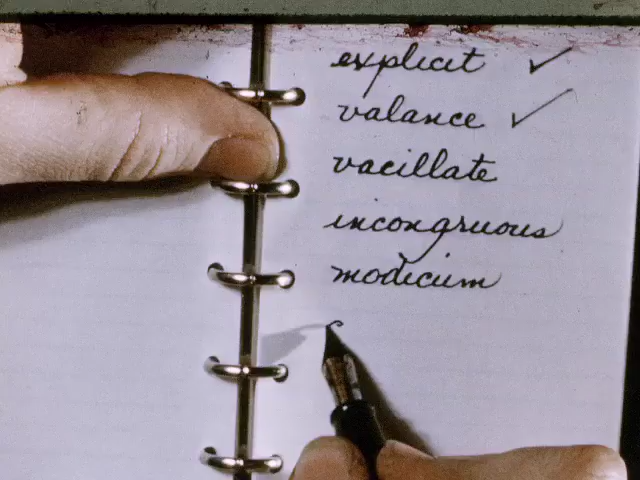 explicit ✓
valance ✓
vacillate
incongruous
modicum